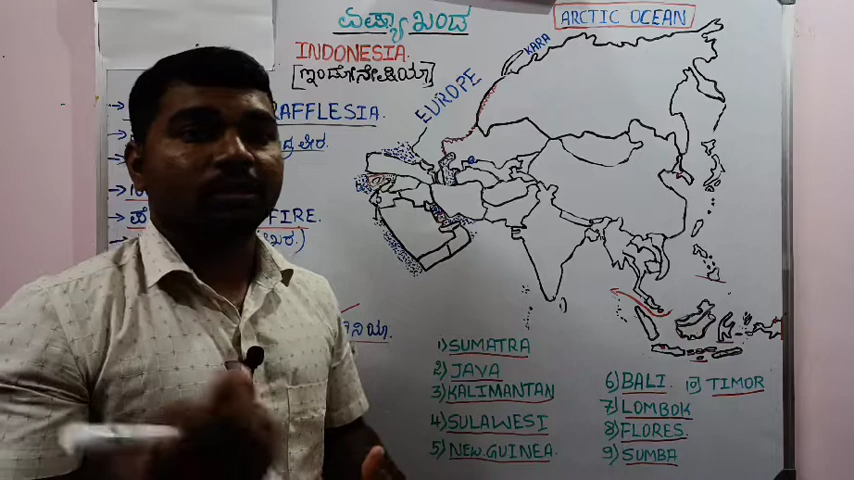 ಏಷ್ಯಾ ಖಂಡ
ARCTIC OCEAN
INDONESIA
[ಇಂಡೋನೇಷಿಯಾ]
KARA
EUROPE
RAFFLESIA.
FIRE.
1) SUMATRA
2) JAVA
3) KALIMANTAN
4) SULAWESI
5) NEW GUINEA.
6) BALI.
10) TIMOR
7) LOMBOK
8) FLORES
9) SUMBA